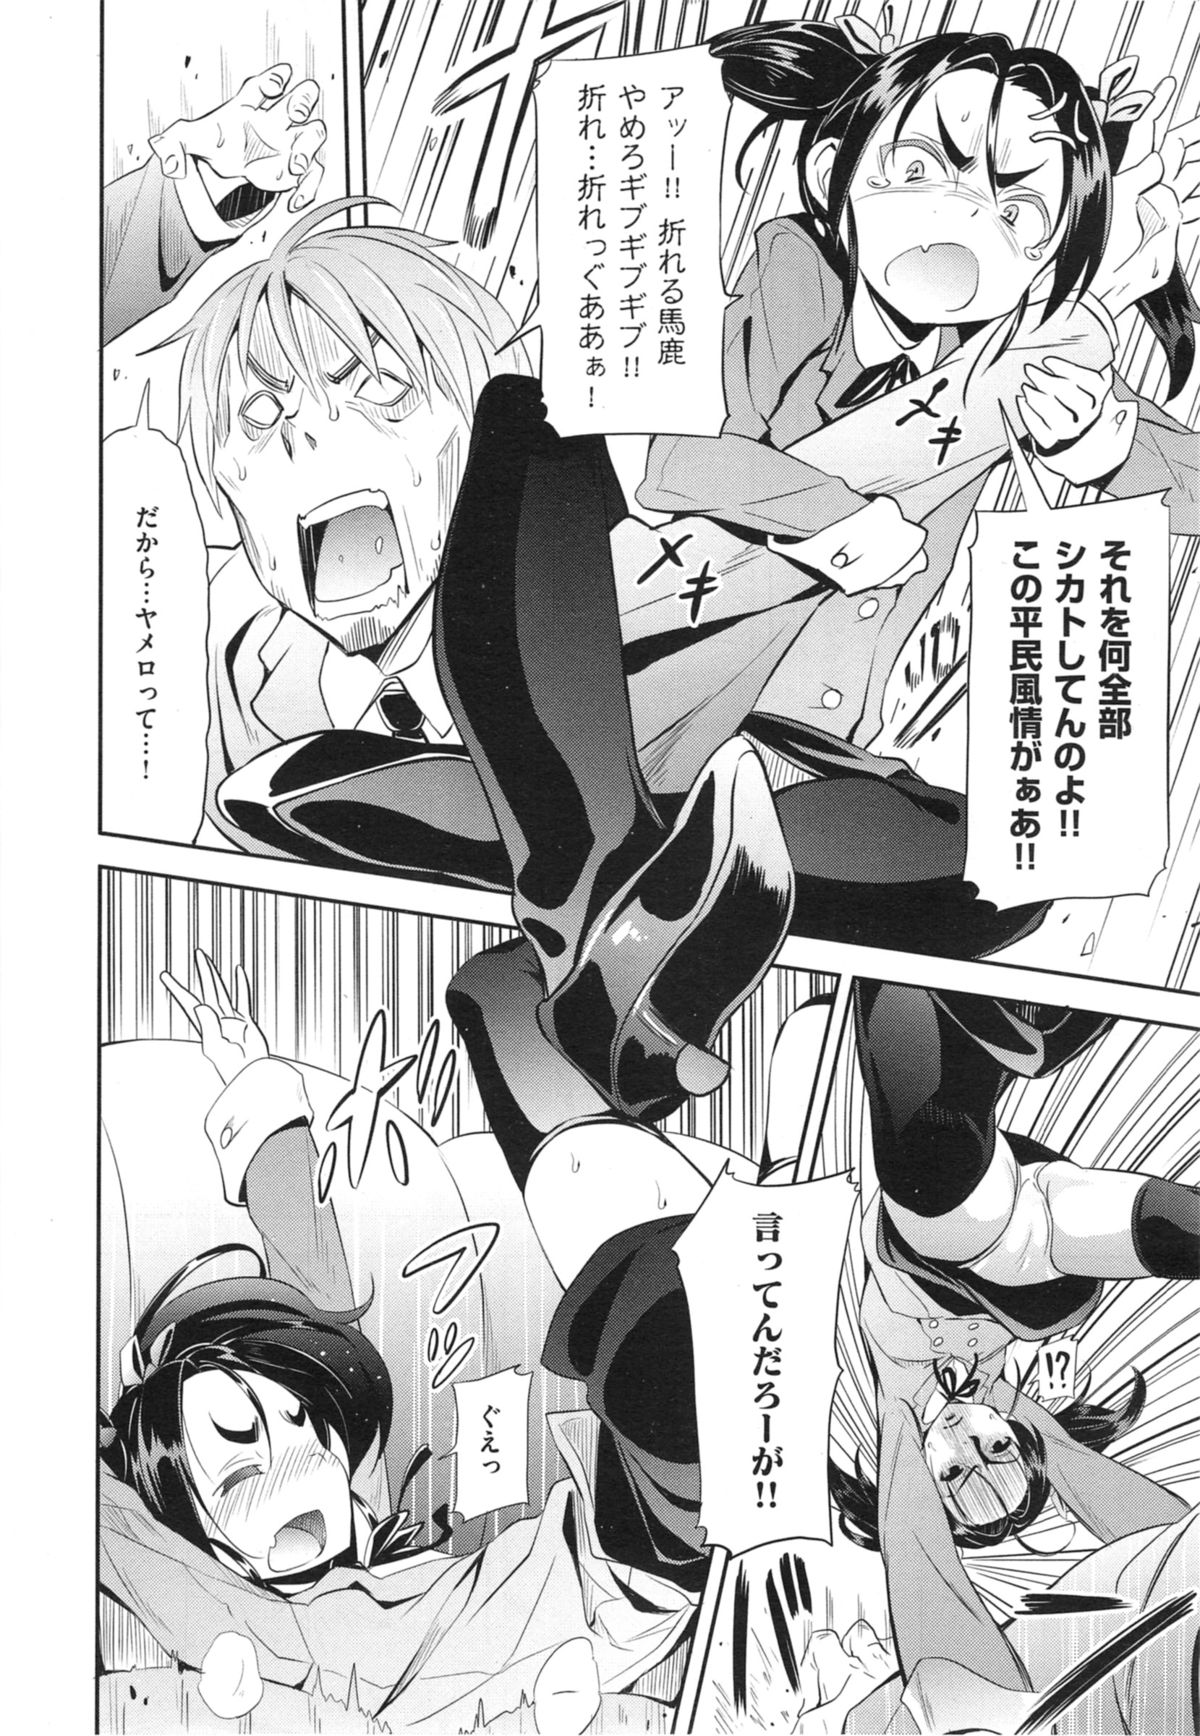 それを何全部
シカトしてんのよ!!
この平民風情がぁあ!!
メキ
メキ
アッー!! 折れる馬鹿
やめろギブギブギブ!!
折れ…折れっぐああぁ!
だから…ヤメロって…!
!?
言ってんだろーが!!
ぐえっ